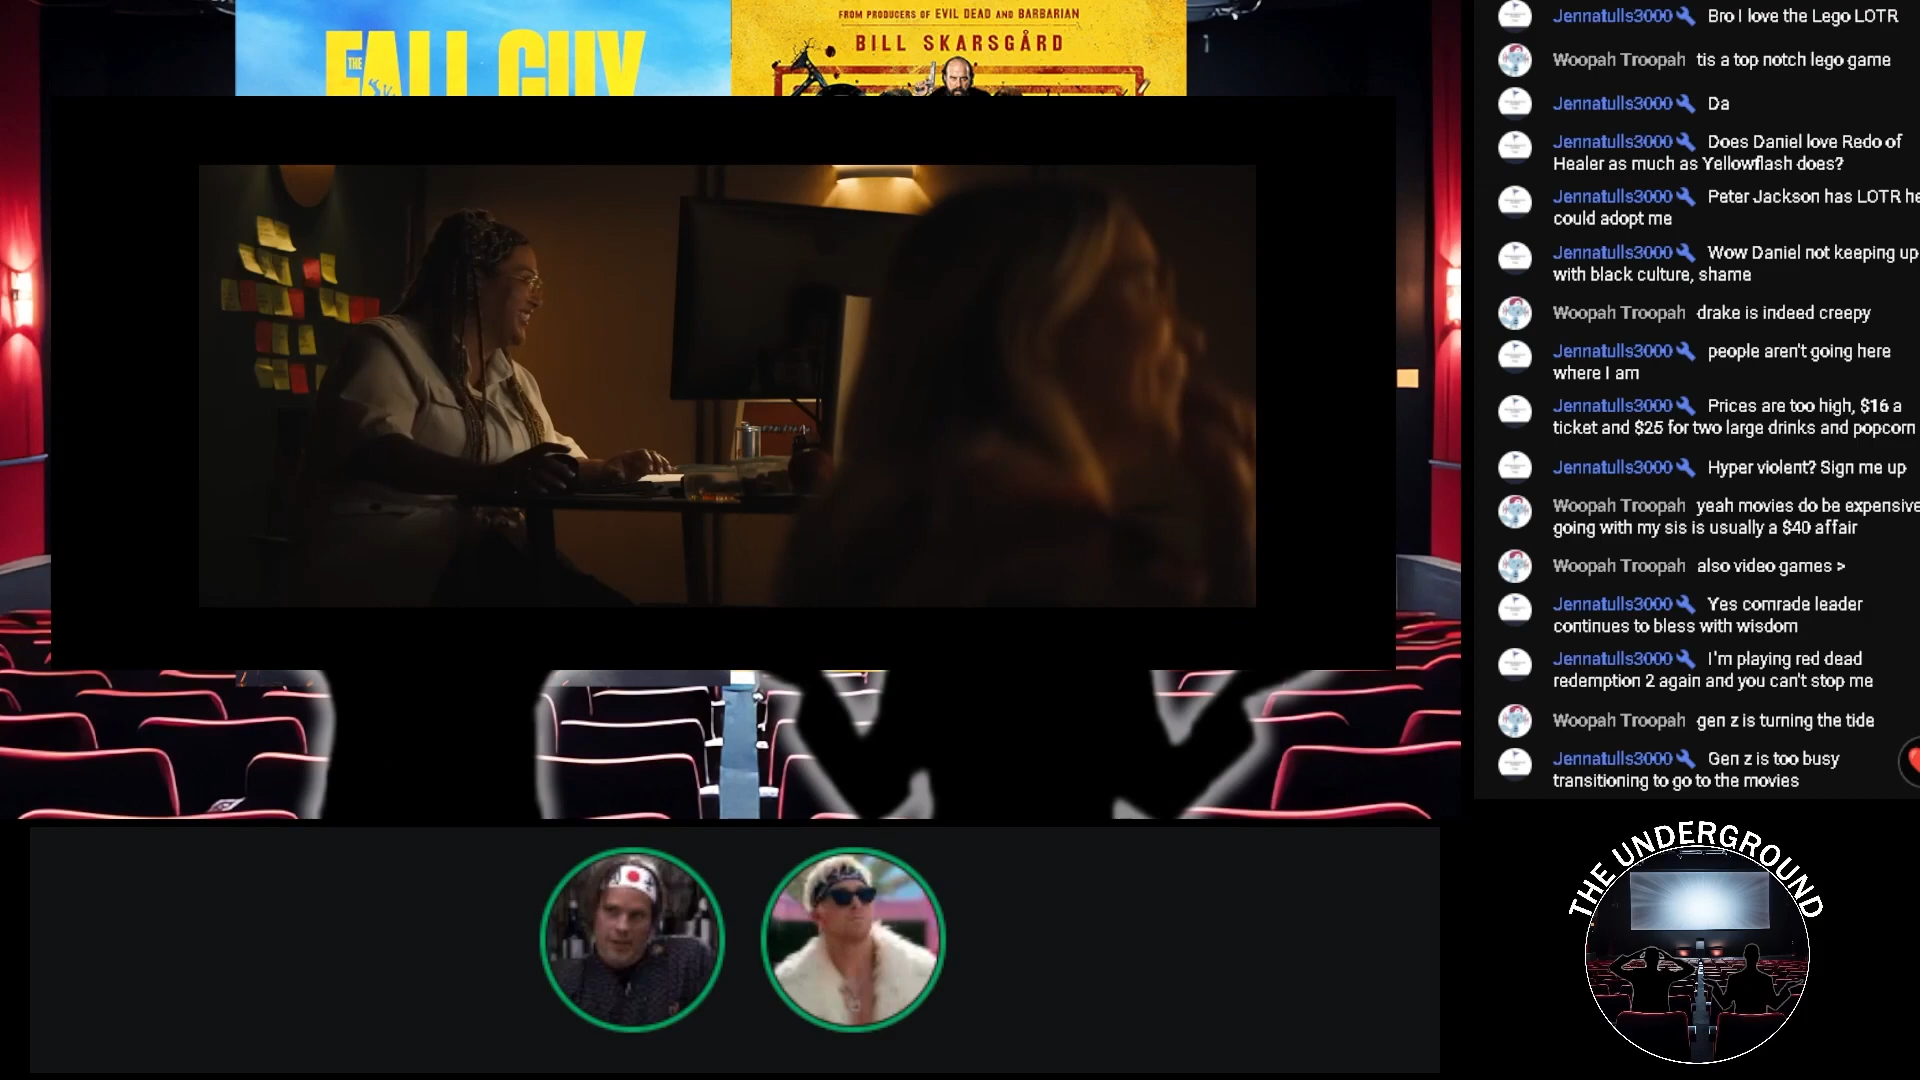 THE
FALL GUY
FROM PRODUCERS OF EVIL DEAD AND BARBARIAN
BILL SKARSGÅRD
Jennatulls3000 Bro I love the Lego LOTR
Woopah Troopah tis a top notch lego game
Jennatulls3000 Da
Jennatulls3000 Does Daniel love Redo of
Healer as much as Yellowflash does?
Jennatulls3000 Peter Jackson has LOTR he
could adopt me
Jennatulls3000 Wow Daniel not keeping up
with black culture, shame
Woopah Troopah drake is indeed creepy
Jennatulls3000 people aren't going here
where I am
Jennatulls3000 Prices are too high, $16 a
ticket and $25 for two large drinks and popcorn
Jennatulls3000 Hyper violent? Sign me up
Woopah Troopah yeah movies do be expensive
going with my sis is usually a $40 affair
Woopah Troopah also video games >
Jennatulls3000 Yes comrade leader
continues to bless with wisdom
Jennatulls3000 I'm playing red dead
redemption 2 again and you can't stop me
Woopah Troopah gen z is turning the tide
Jennatulls3000 Gen z is too busy
transitioning to go to the movies
THE UNDERGROUND